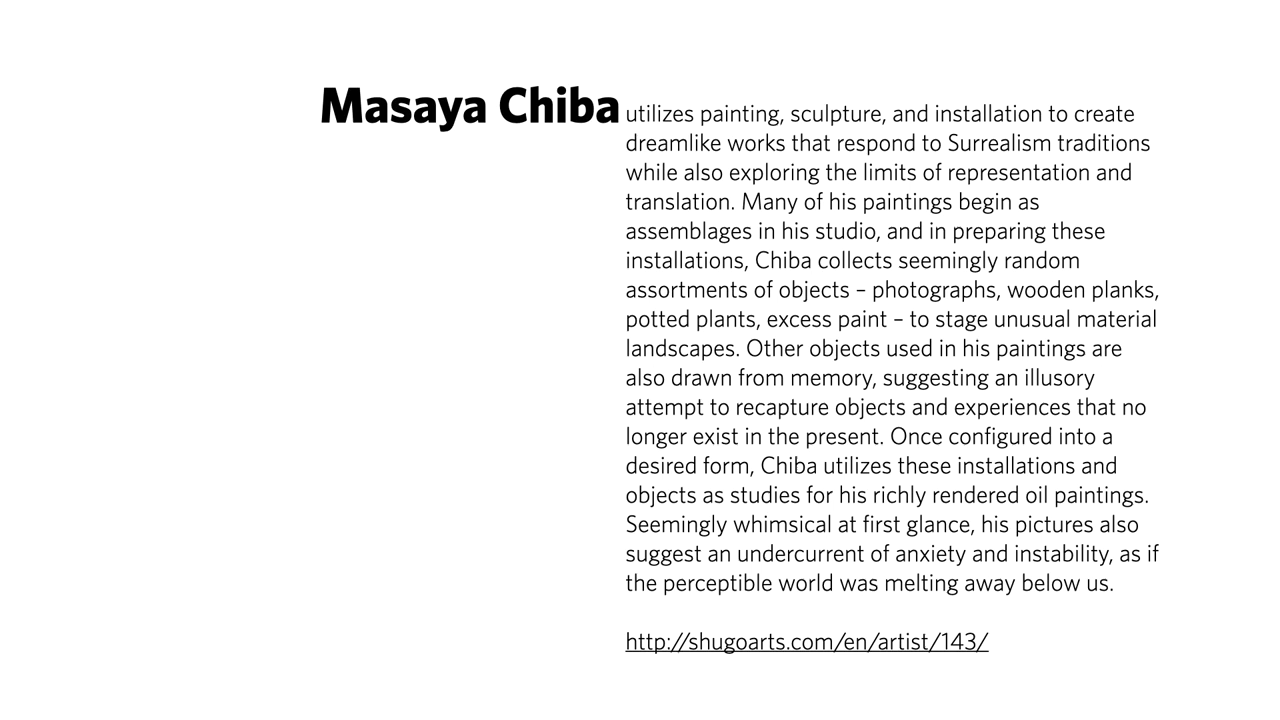 Masaya Chiba utilizes painting, sculpture, and installation to create
dreamlike works that respond to Surrealism traditions
while also exploring the limits of representation and
translation. Many of his paintings begin as
assemblages in his studio, and in preparing these
installations, Chiba collects seemingly random
assortments of objects – photographs, wooden planks,
potted plants, excess paint – to stage unusual material
landscapes. Other objects used in his paintings are
also drawn from memory, suggesting an illusory
attempt to recapture objects and experiences that no
longer exist in the present. Once configured into a
desired form, Chiba utilizes these installations and
objects as studies for his richly rendered oil paintings.
Seemingly whimsical at first glance, his pictures also
suggest an undercurrent of anxiety and instability, as if
the perceptible world was melting away below us.
http://shugoarts.com/en/artist/143/